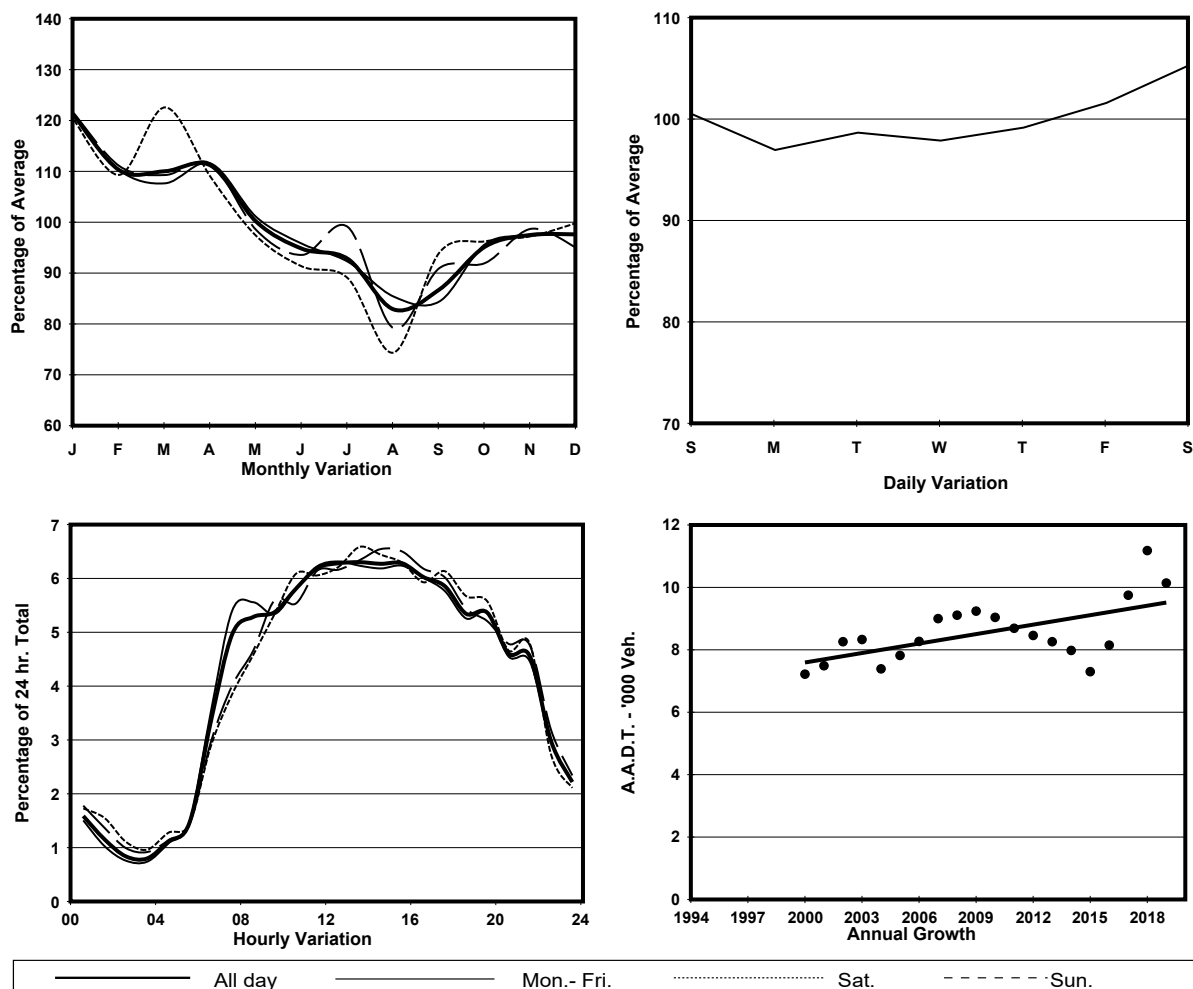 140
130
120
110
100
90
80
70
60
Percentage of Average
J F M A M J J A S O N D
Monthly Variation
110
100
90
80
70
Percentage of Average
S M T W T F S
Daily Variation
7
6
5
4
3
2
1
0
Percentage of 24 hr. Total
00 04 08 12 16 20 24
Hourly Variation
12
10
8
6
4
2
0
A.A.D.T. - '000 Veh.
1994 1997 2000 2003 2006 2009 2012 2015 2018
Annual Growth
All day Mon.- Fri. Sat. Sun.